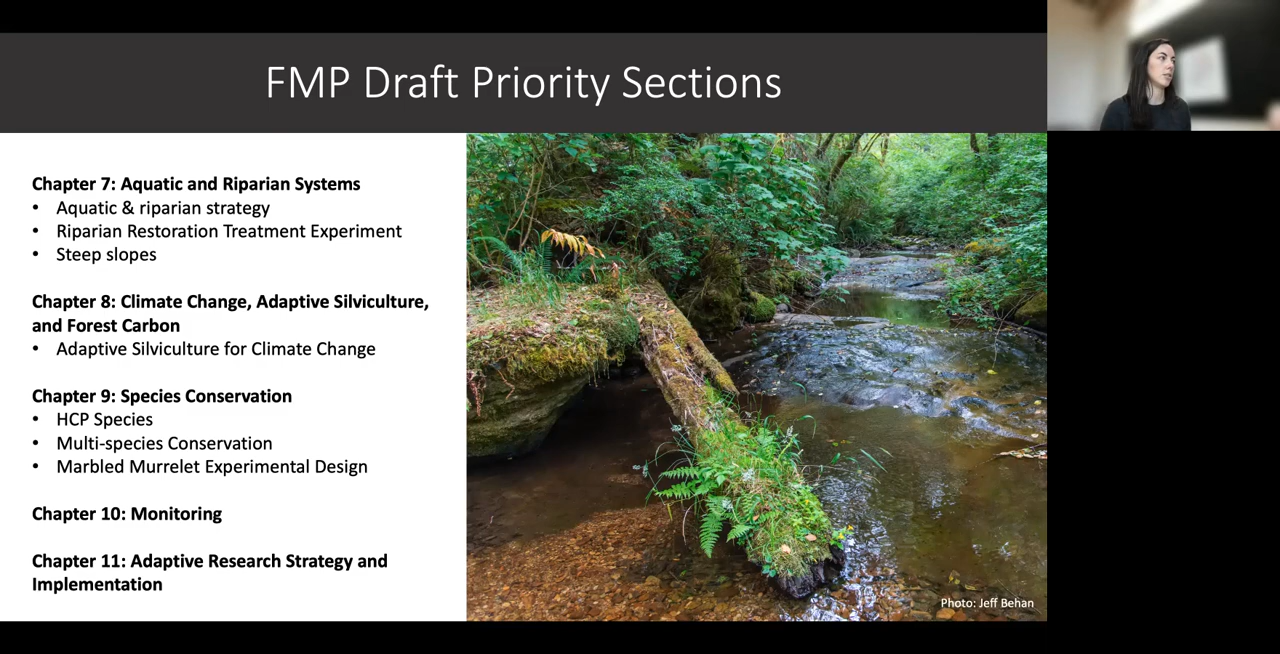 FMP Draft Priority Sections
Chapter 7: Aquatic and Riparian Systems
• Aquatic & riparian strategy
• Riparian Restoration Treatment Experiment
• Steep slopes
Chapter 8: Climate Change, Adaptive Silviculture,
and Forest Carbon
• Adaptive Silviculture for Climate Change
Chapter 9: Species Conservation
• HCP Species
• Multi-species Conservation
• Marbled Murrelet Experimental Design
Chapter 10: Monitoring
Chapter 11: Adaptive Research Strategy and
Implementation
Photo: Jeff Behan